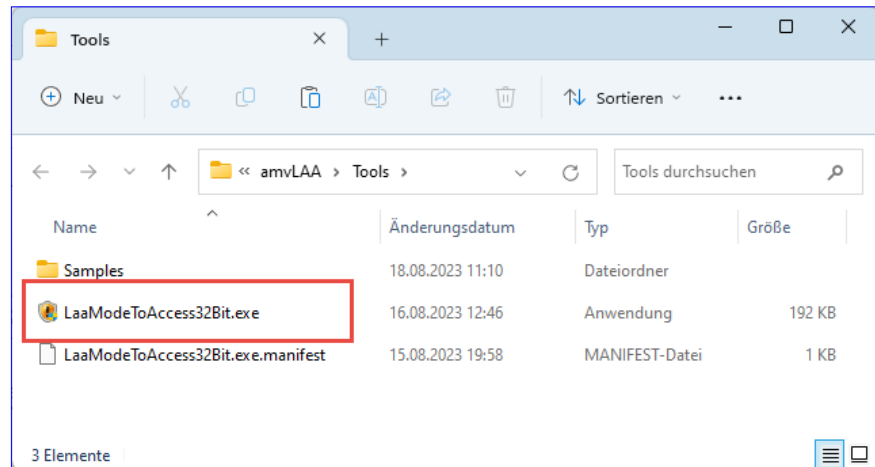 Tools
Neu
Sortieren
« amvLAA > Tools >
Tools durchsuchen
Name Änderungsdatum Typ Größe
Samples 18.08.2023 11:10 Dateiordner
LaaModeToAccess32Bit.exe 16.08.2023 12:46 Anwendung 192 KB
LaaModeToAccess32Bit.exe.manifest 15.08.2023 19:58 MANIFEST-Datei 1 KB
3 Elemente